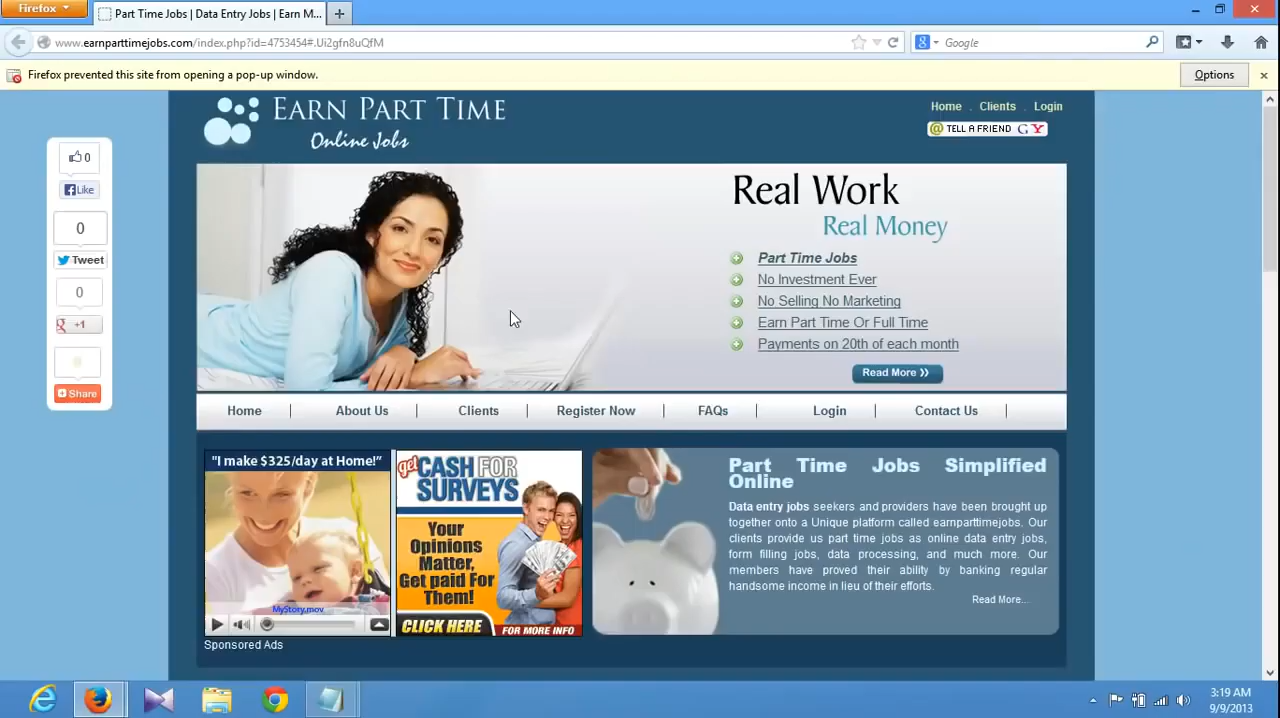 Firefox
Part Time Jobs | Data Entry Jobs | Earn M...
www.earnparttimejobs.com/index.php?id=4753454#.Ui2gfn8uQfM
Google
Firefox prevented this site from opening a pop-up window.
Options
EARN PART TIME
Online Jobs
Home . Clients . Login
@ TELL A FRIEND G Y
0
Like
0
Tweet
0
+1
0
Share
Real Work
Real Money
Part Time Jobs
No Investment Ever
No Selling No Marketing
Earn Part Time Or Full Time
Payments on 20th of each month
Read More »
Home | About Us | Clients | Register Now | FAQs | Login | Contact Us |
"I make $325/day at Home!"
MyStory.mov
get CASH FOR
SURVEYS
Your
Opinions
Matter,
Get paid For
Them!
CLICK HERE FOR MORE INFO
Sponsored Ads
Part Time Jobs Simplified
Online
Data entry jobs seekers and providers have been brought up
together onto a Unique platform called earnparttimejobs. Our
clients provide us part time jobs as online data entry jobs,
form filling jobs, data processing, and much more. Our
members have proved their ability by banking regular
handsome income in lieu of their efforts.
Read More...
3:19 AM
9/9/2013